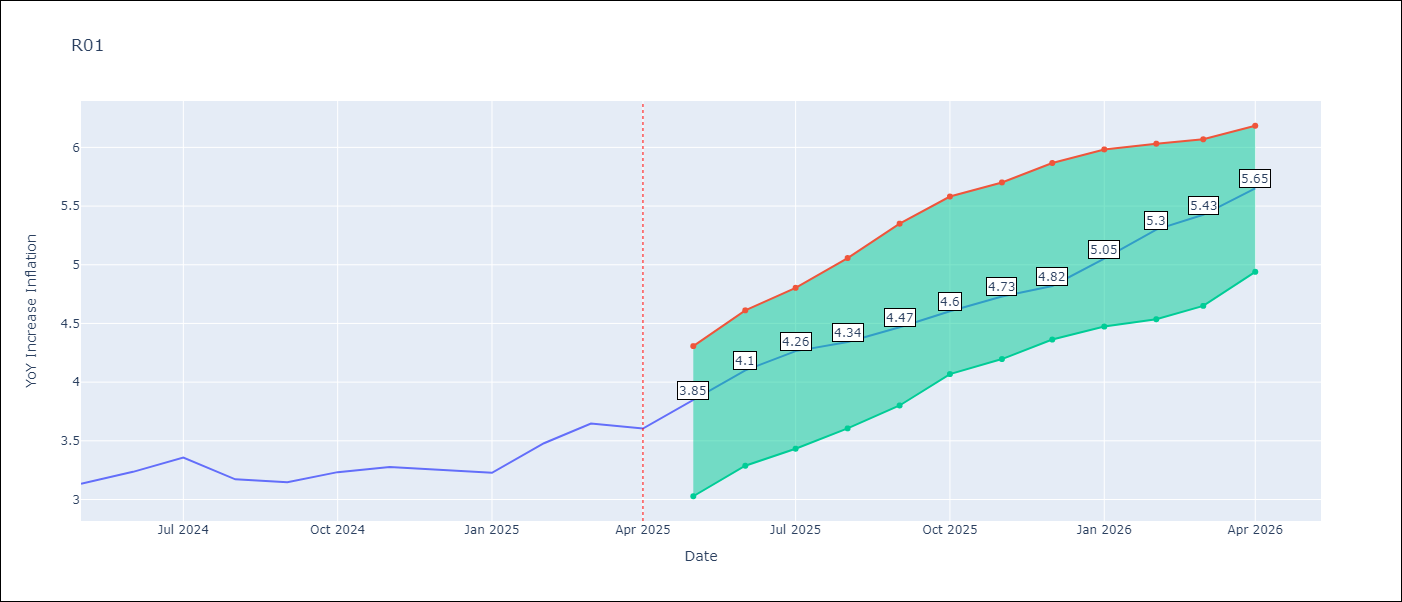 R01
YoY Increase Inflation
6
5.5
5
4.5
4
3.5
3
3.85
4.1
4.26
4.34
4.47
4.6
4.73
4.82
5.05
5.3
5.43
5.65
Jul 2024
Oct 2024
Jan 2025
Apr 2025
Jul 2025
Oct 2025
Jan 2026
Apr 2026
Date